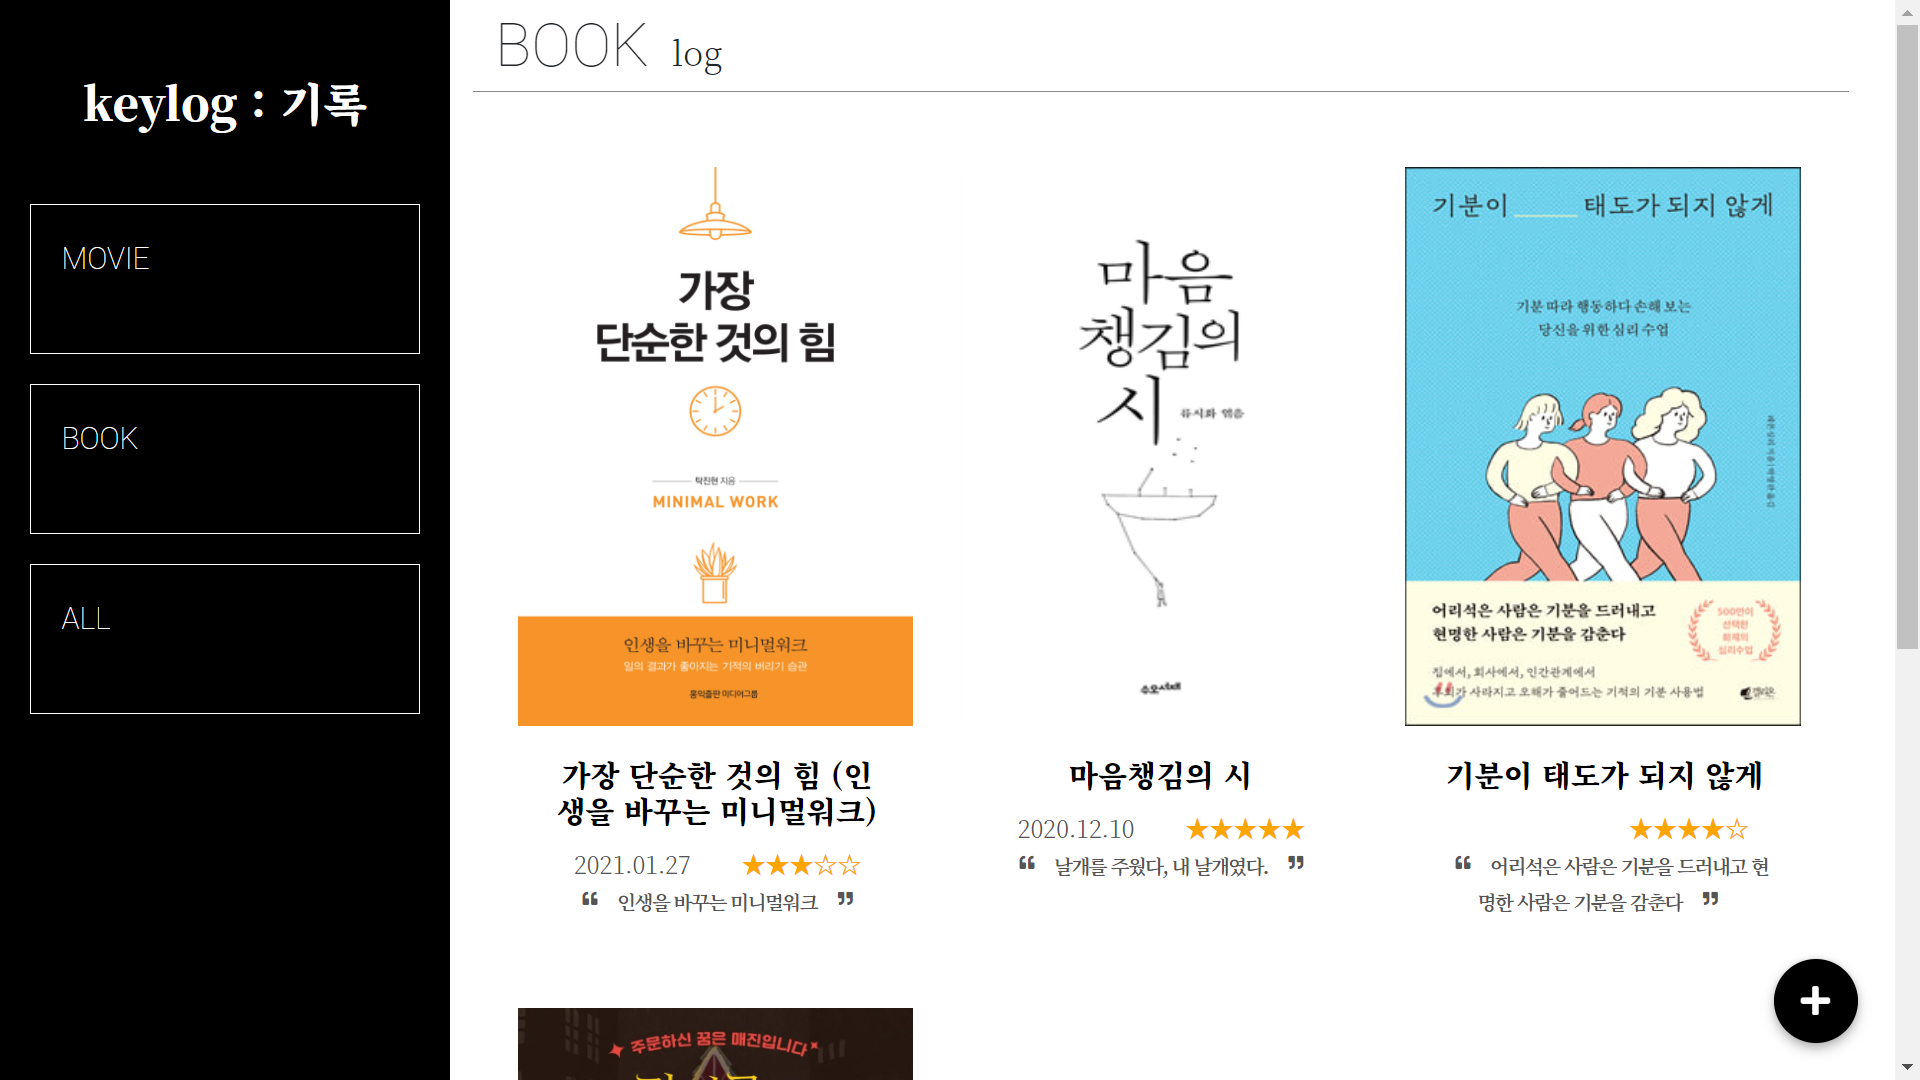 keylog : 기록
MOVIE
BOOK
ALL
BOOK log
가장
단순한 것의 힘
탁진현 지음
MINIMAL WORK
인생을 바꾸는 미니멀워크
일의 결과가 좋아지는 기적의 버리기 습관
홍익출판 미디어그룹
가장 단순한 것의 힘 (인
생을 바꾸는 미니멀워크)
2021.01.27 ★★★☆☆
❝ 인생을 바꾸는 미니멀워크 ❞
마음
챙김의
시
류시화 엮음
수오서재
마음챙김의 시
2020.12.10 ★★★★★
❝ 날개를 주웠다, 내 날개였다. ❞
기분이 태도가 되지 않게
기분 따라 행동하다 손해 보는
당신을 위한 심리 수업
어리석은 사람은 기분을 드러내고
현명한 사람은 기분을 감춘다
500만이
선택한
화제의
심리수업
집에서, 회사에서, 인간관계에서
후회가 사라지고 오해가 줄어드는 기적의 기분 사용법
기분이 태도가 되지 않게
★★★★☆
❝ 어리석은 사람은 기분을 드러내고 현
명한 사람은 기분을 감춘다 ❞
주문하신 꿈은 매진입니다